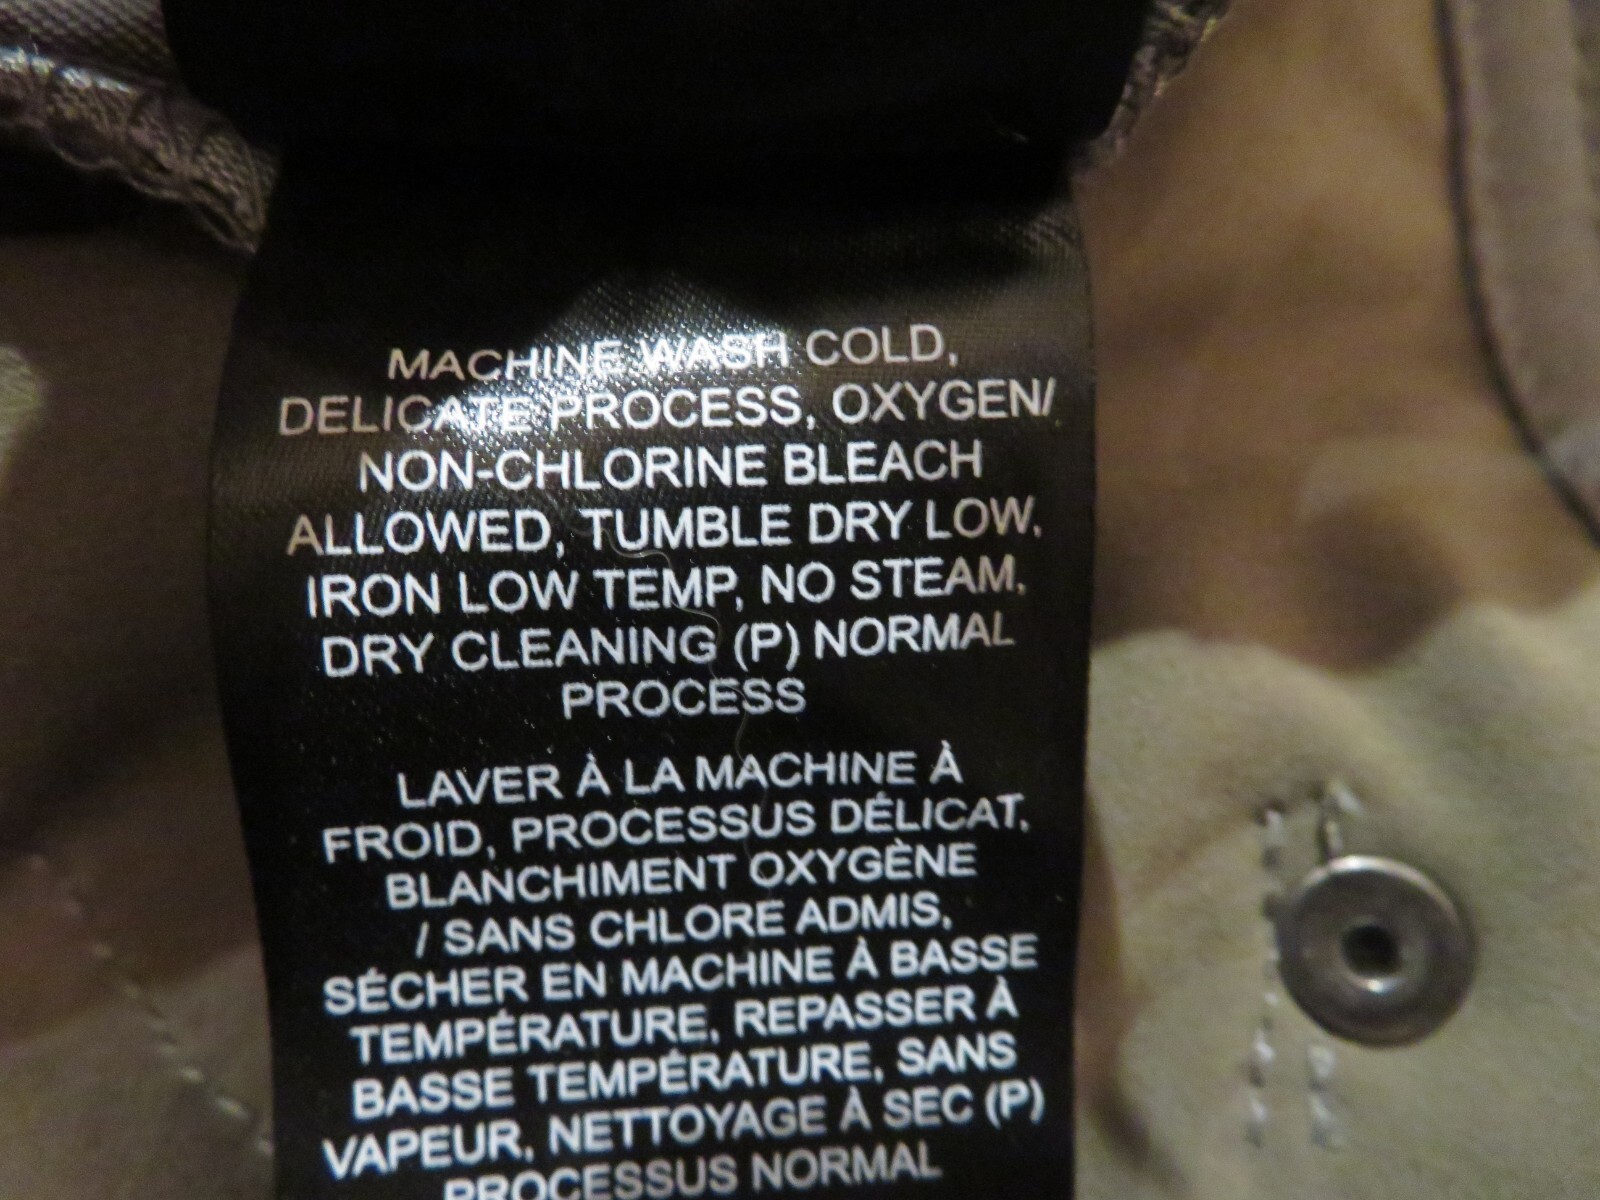 MACHINE WASH COLD,
DELICATE PROCESS, OXYGEN/
NON-CHLORINE BLEACH
ALLOWED, TUMBLE DRY LOW,
IRON LOW TEMP, NO STEAM,
DRY CLEANING (P) NORMAL
PROCESS
LAVER À LA MACHINE À
FROID, PROCESSUS DÉLICAT,
BLANCHIMENT OXYGÈNE
/ SANS CHLORE ADMIS,
SÉCHER EN MACHINE À BASSE
TEMPÉRATURE, REPASSER À
BASSE TEMPÉRATURE, SANS
VAPEUR, NETTOYAGE À SEC (P)
PROCESSUS NORMAL